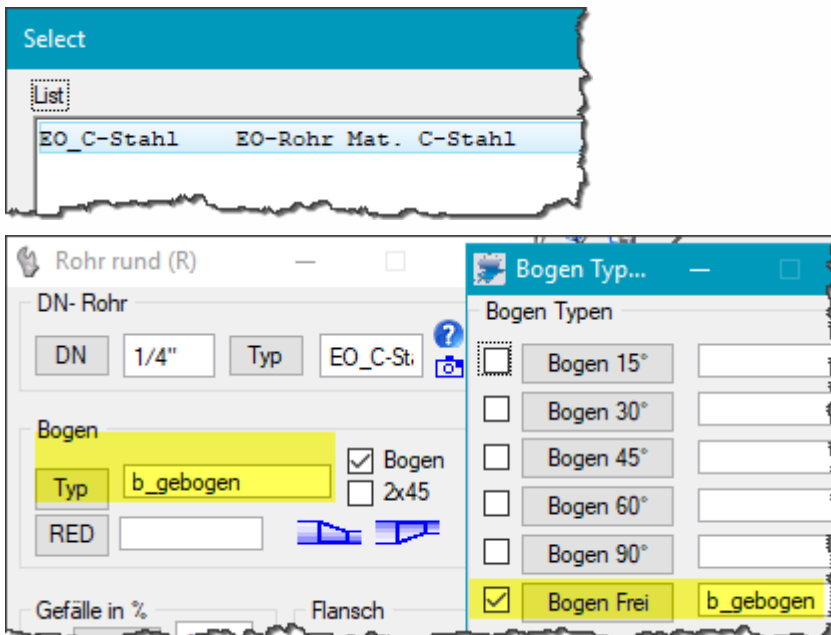 Select
List
EO_C-Stahl EO-Rohr Mat. C-Stahl
Rohr rund (R)
DN- Rohr
DN 1/4" Typ EO_C-St
Bogen
Typ b_gebogen
Bogen
2x45
RED
Gefälle in %
Flansch
Bogen Typ...
Bogen Typen
Bogen 15°
Bogen 30°
Bogen 45°
Bogen 60°
Bogen 90°
Bogen Frei b_gebogen